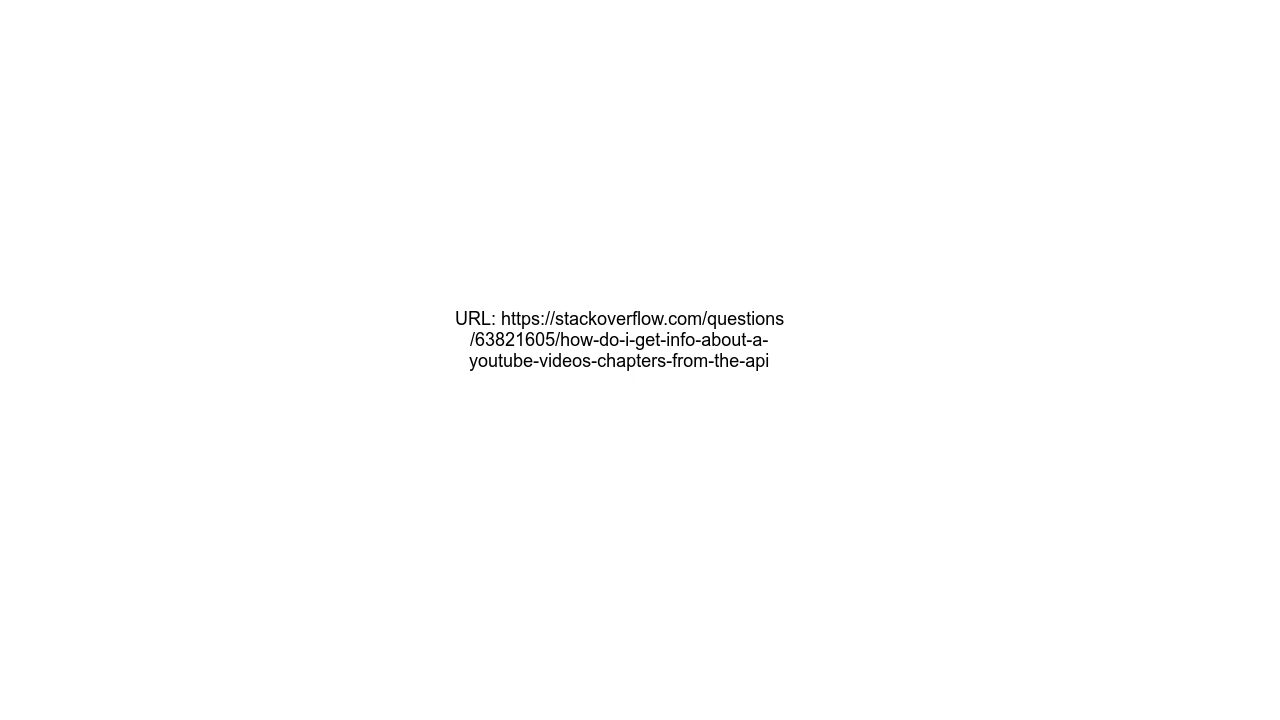 URL: https://stackoverflow.com/questions
/63821605/how-do-i-get-info-about-a-
youtube-videos-chapters-from-the-api